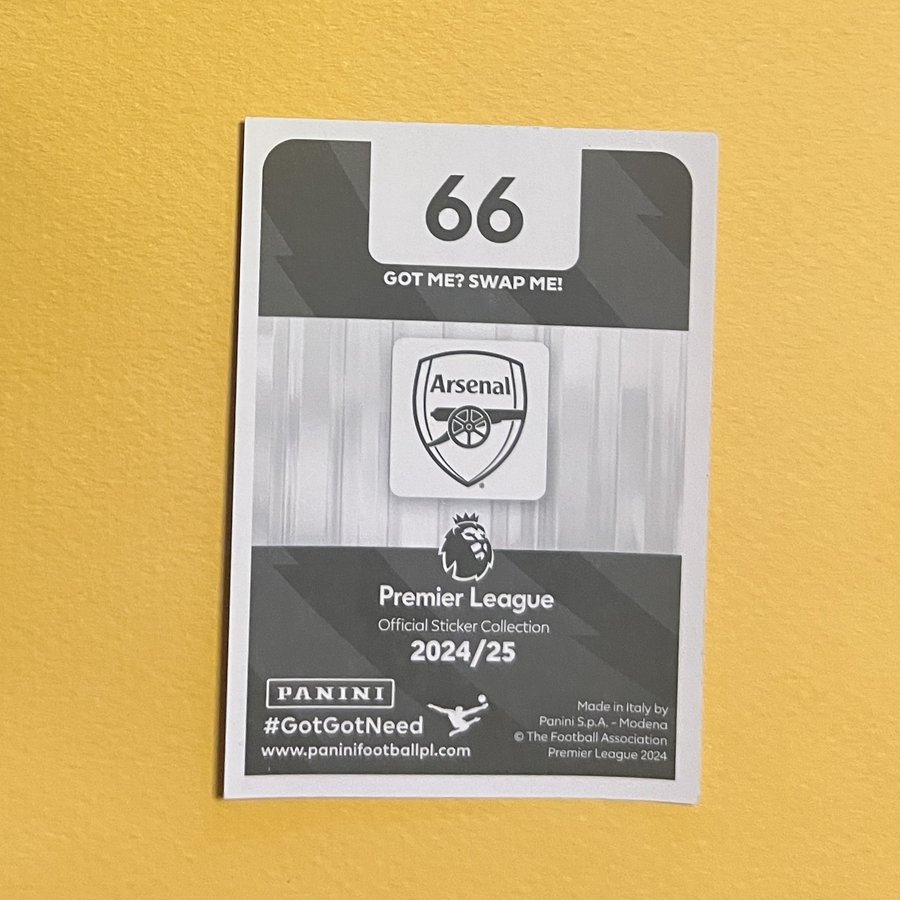 66
GOT ME? SWAP ME!
Arsenal
Premier League
Official Sticker Collection
2024/25
PANINI
#GotGotNeed
www.paninifootballpl.com
Made in Italy by
Panini S.p.A. - Modena
© The Football Association
Premier League 2024